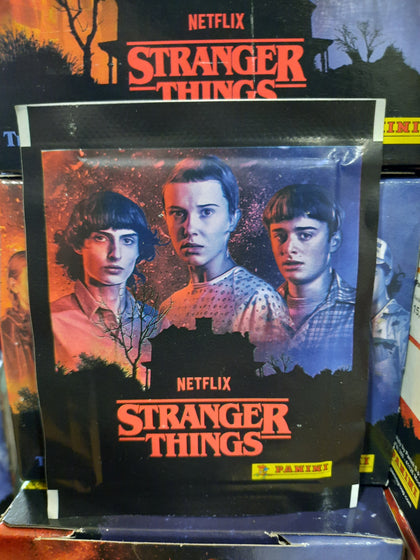 NETFLIX
STRANGER
THINGS
NETFLIX
STRANGER
THINGS
PANINI